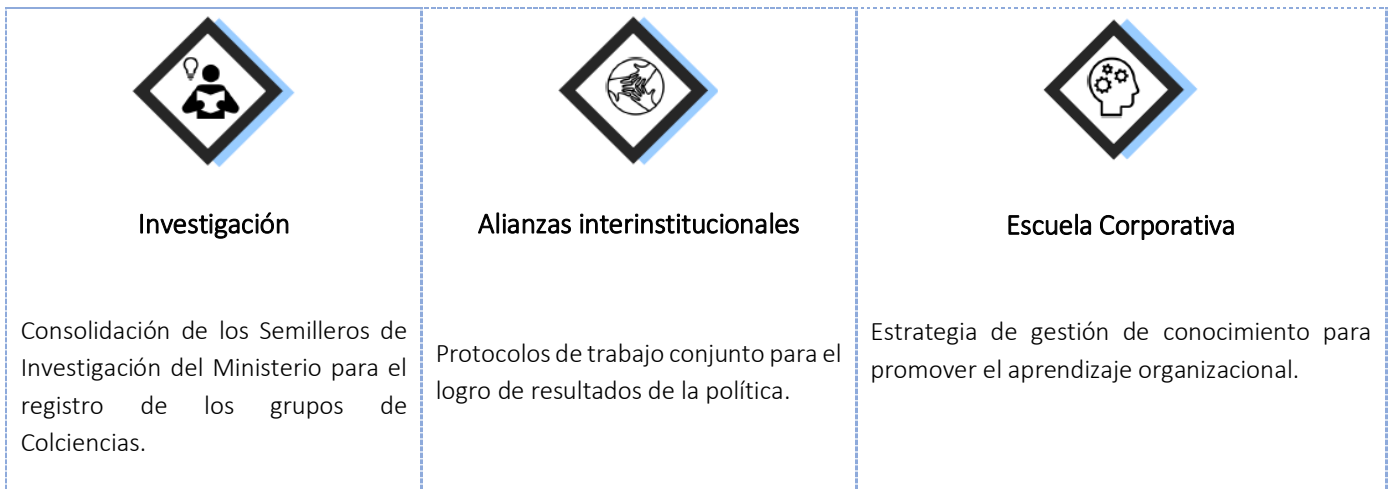 Investigación
Consolidación de los Semilleros de
Investigación del Ministerio para el
registro de los grupos de
Colciencias.
Alianzas interinstitucionales
Protocolos de trabajo conjunto para el
logro de resultados de la política.
Escuela Corporativa
Estrategia de gestión de conocimiento para
promover el aprendizaje organizacional.